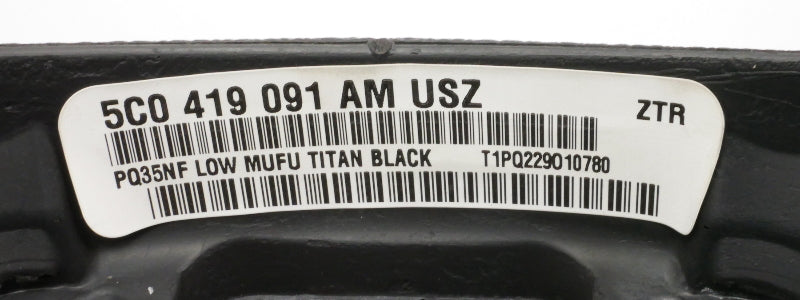 5C0 419 091 AM USZ ZTR
PQ35NF LOW MUFU TITAN BLACK T1PQ229010780